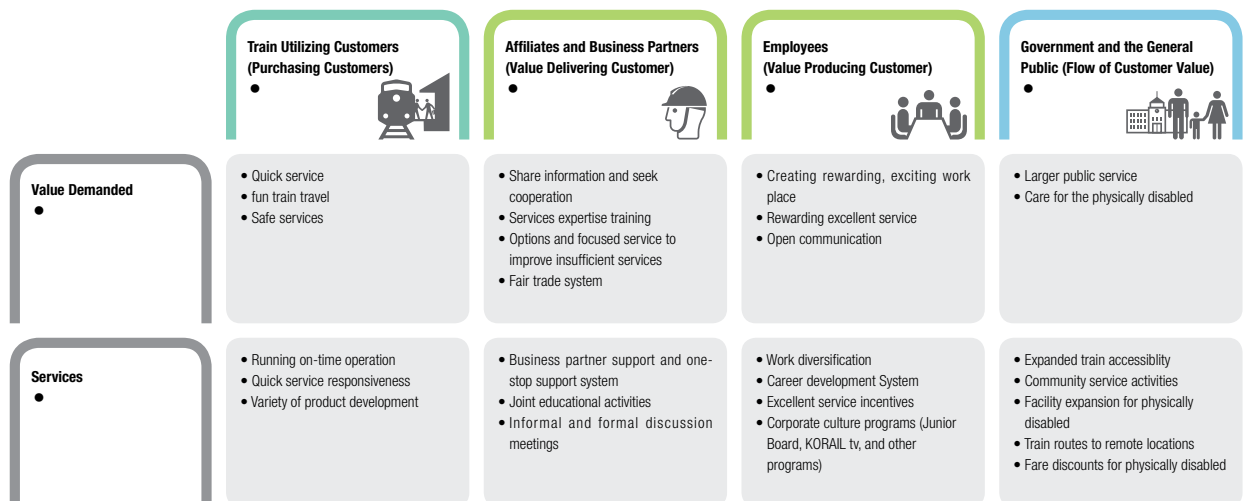 Train Utilizing Customers
(Purchasing Customers)
●
Affiliates and Business Partners
(Value Delivering Customer)
●
Employees
(Value Producing Customer)
●
Government and the General
Public (Flow of Customer Value)
●
Value Demanded
●
• Quick service
• fun train travel
• Safe services
• Share information and seek
cooperation
• Services expertise training
• Options and focused service to
improve insufficient services
• Fair trade system
• Creating rewarding, exciting work
place
• Rewarding excellent service
• Open communication
• Larger public service
• Care for the physically disabled
Services
●
• Running on-time operation
• Quick service responsiveness
• Variety of product development
• Business partner support and one-
stop support system
• Joint educational activities
• Informal and formal discussion
meetings
• Work diversification
• Career development System
• Excellent service incentives
• Corporate culture programs (Junior
Board, KORAIL tv, and other
programs)
• Expanded train accessiblity
• Community service activities
• Facility expansion for physically
disabled
• Train routes to remote locations
• Fare discounts for physically disabled